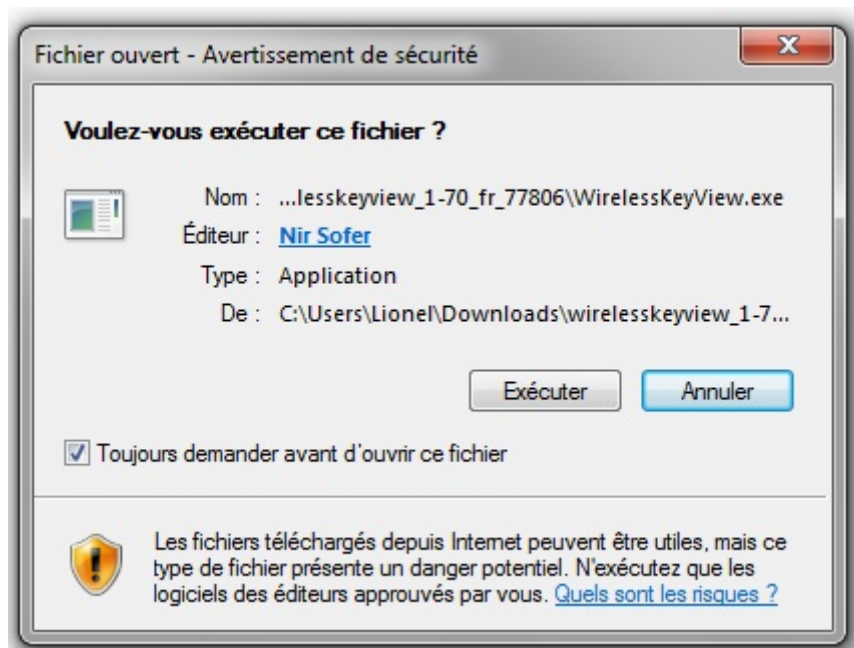 Fichier ouvert - Avertissement de sécurité
Voulez-vous exécuter ce fichier ?
Nom : ...lesskeyview_1-70_fr_77806\WirelessKeyView.exe
Éditeur : Nir Sofer
Type : Application
De : C:\Users\Lionel\Downloads\wirelesskeyview_1-7...
Exécuter Annuler
Toujours demander avant d'ouvrir ce fichier
Les fichiers téléchargés depuis Internet peuvent être utiles, mais ce
type de fichier présente un danger potentiel. N'exécutez que les
logiciels des éditeurs approuvés par vous. Quels sont les risques ?